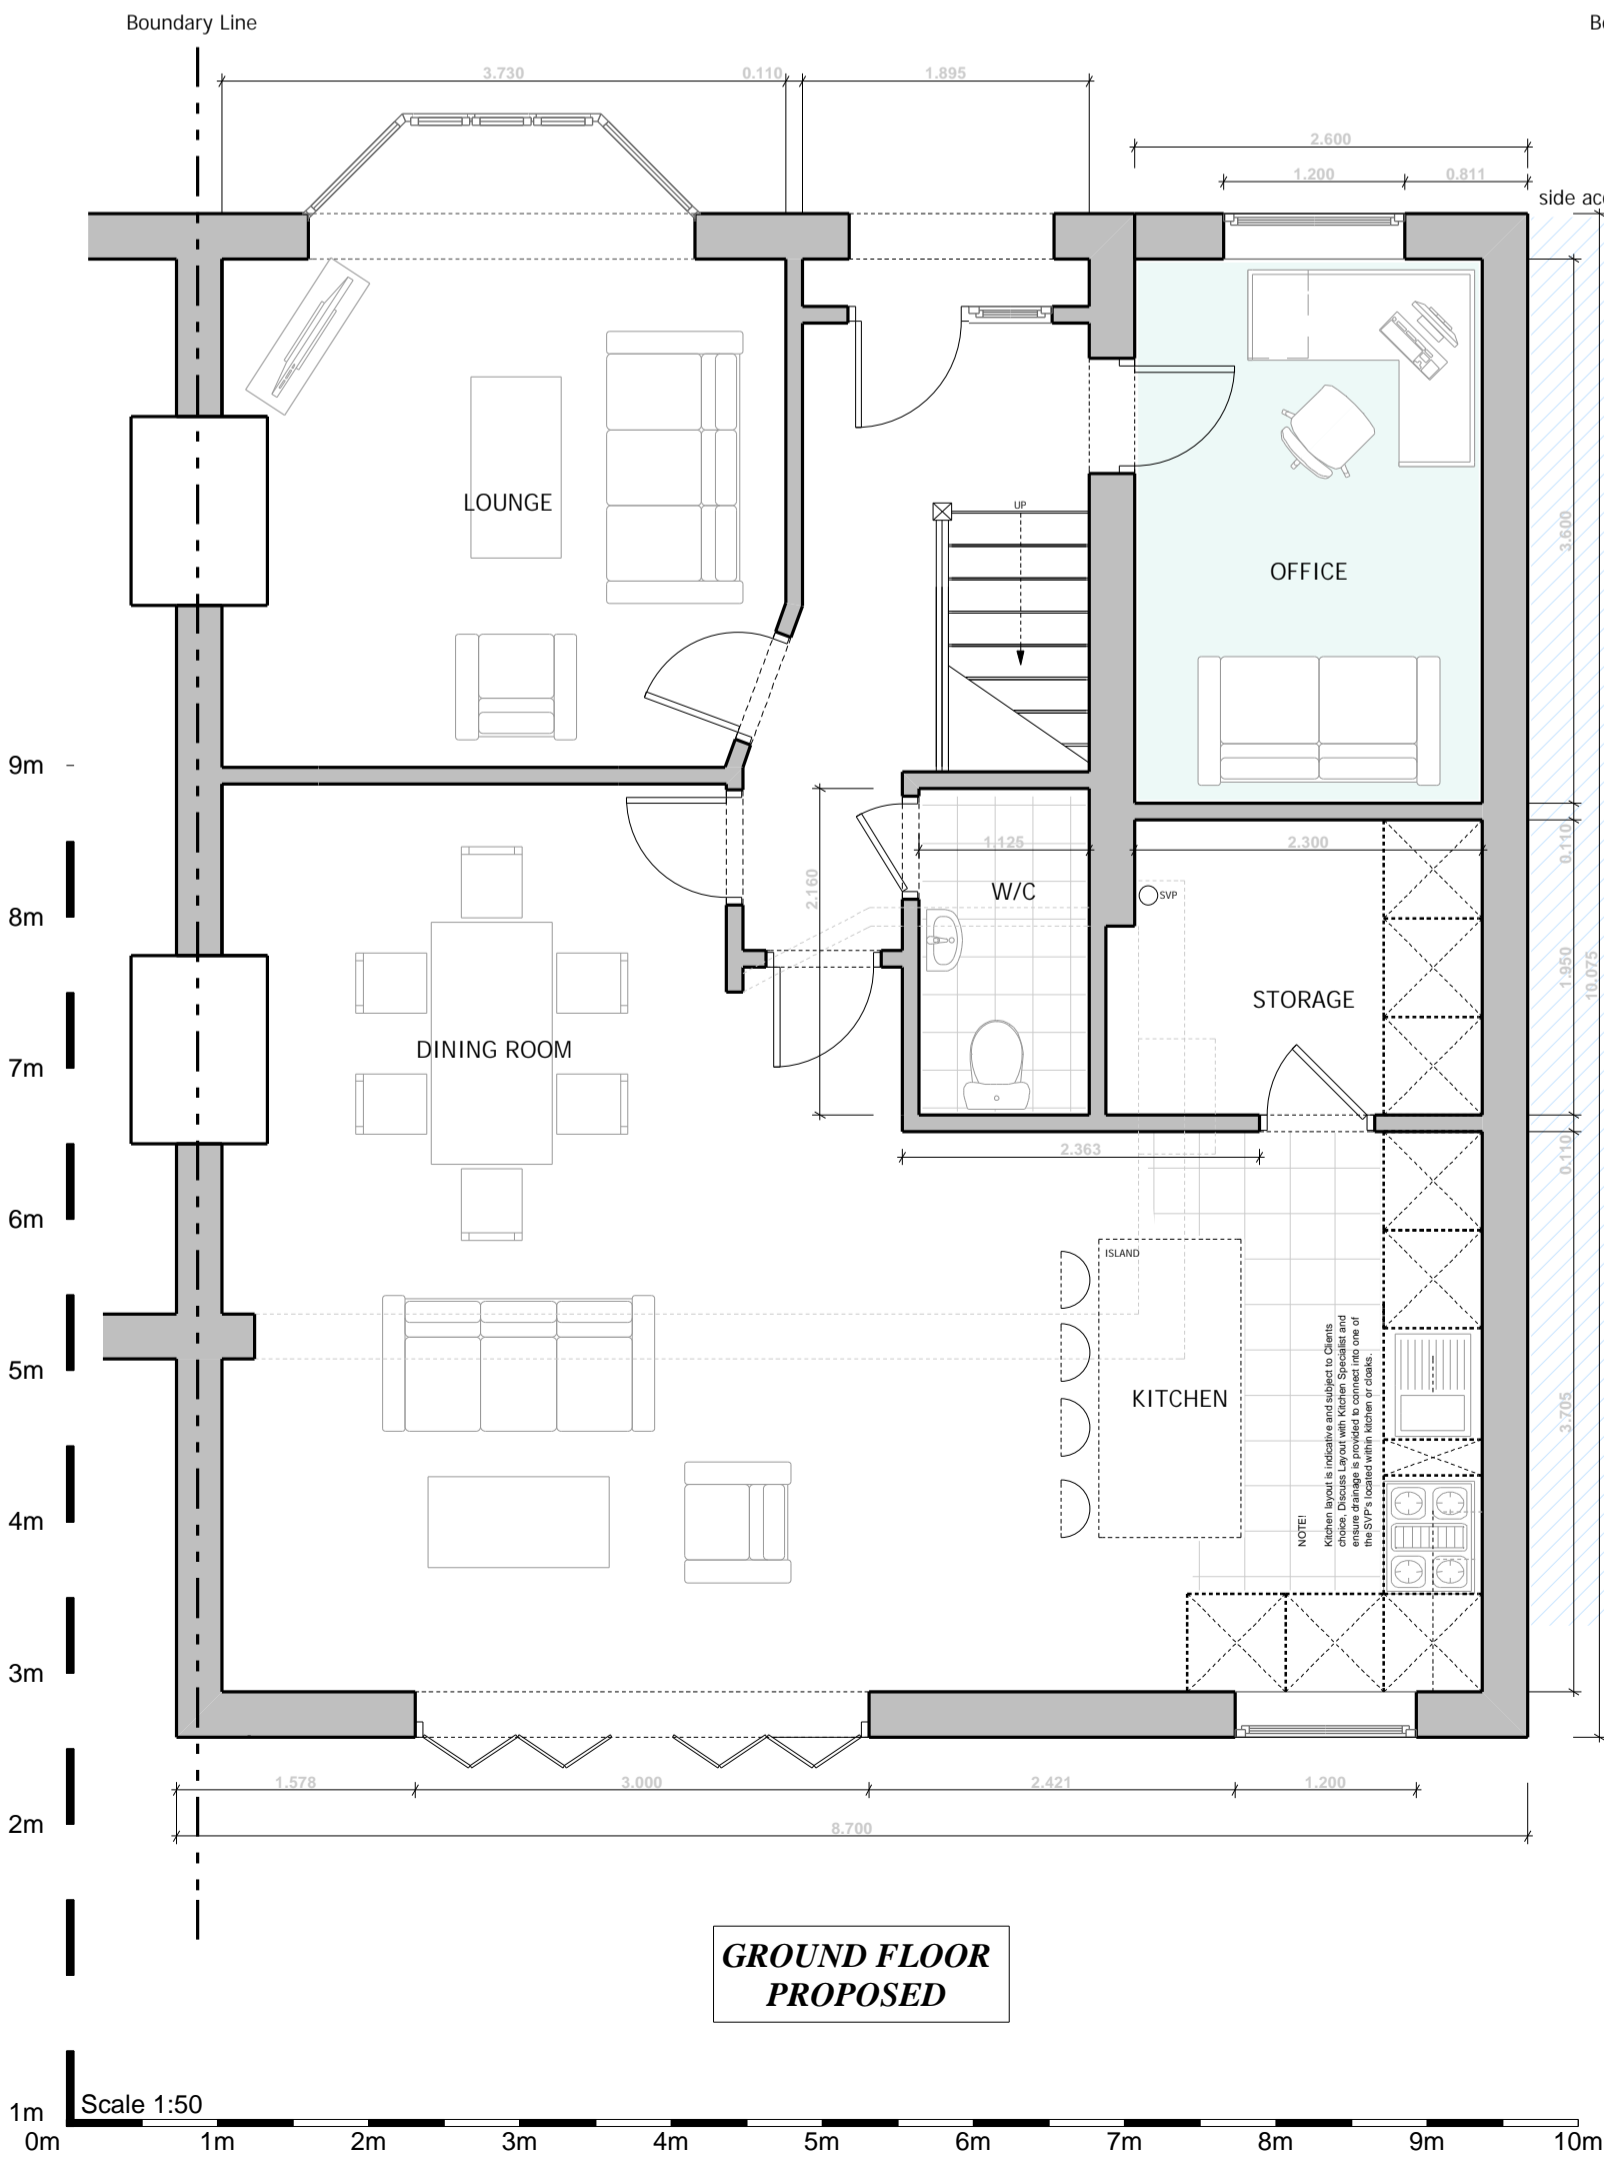 Boundary Line
Bo
3.730
0.110
1.895
2.600
1.200
0.811
side acc
LOUNGE
UP
OFFICE
3.600
9m
0.110
1.125
2.300
2.160
W/C
SVP
8m
1.950
10.075
STORAGE
DINING ROOM
7m
0.110
2.363
6m
ISLAND
5m
KITCHEN
3.705
NOTE!
Kitchen layout is indicative and subject to Clients
choice, Discuss Layout with Kitchen Specialist and
ensure drainage is provided to connect into one of
the SVP's located within kitchen or cloaks.
4m
3m
1.578
3.000
2.421
1.200
2m
8.700
GROUND FLOOR
PROPOSED
Scale 1:50
1m
0m 1m 2m 3m 4m 5m 6m 7m 8m 9m 10m